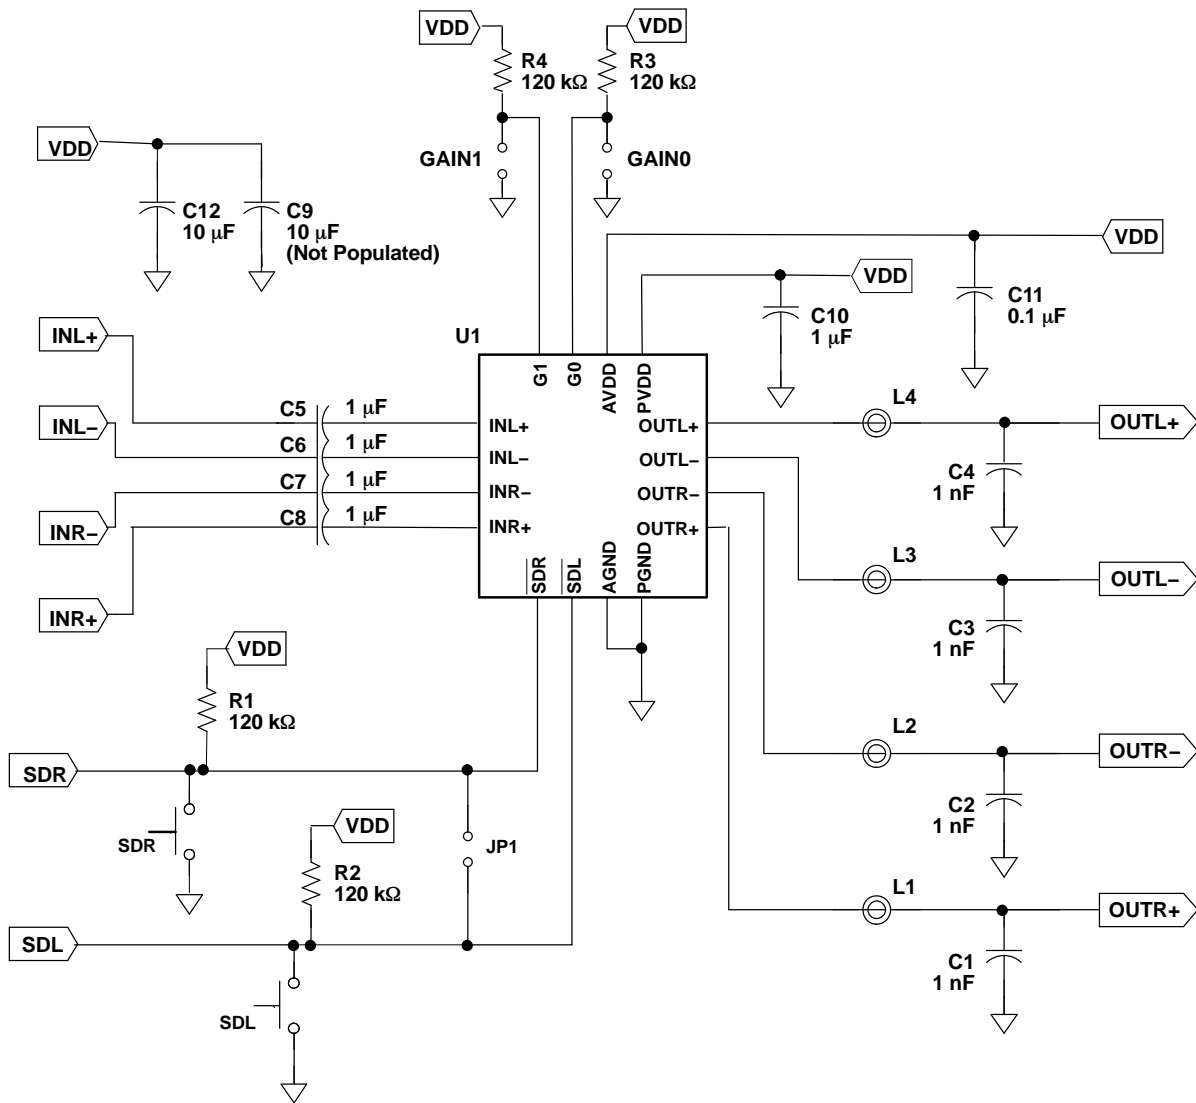 VDD
VDD
R4
120 kΩ
R3
120 kΩ
VDD
GAIN1
GAIN0
C12
10 μF
C9
10 μF
(Not Populated)
VDD
VDD
C10
1 μF
C11
0.1 μF
INL+
U1
G1
G0
AVDD
PVDD
L4
C5
1 μF
INL+
OUTL+
OUTL+
INL–
C6
1 μF
INL–
OUTL–
C4
1 nF
C7
1 μF
INR–
OUTR–
INR–
C8
1 μF
INR+
OUTR+
SDR
SDL
AGND
PGND
L3
OUTL–
INR+
C3
1 nF
VDD
R1
120 kΩ
L2
OUTR–
SDR
C2
1 nF
VDD
SDR
JP1
R2
120 kΩ
L1
OUTR+
SDL
C1
1 nF
SDL